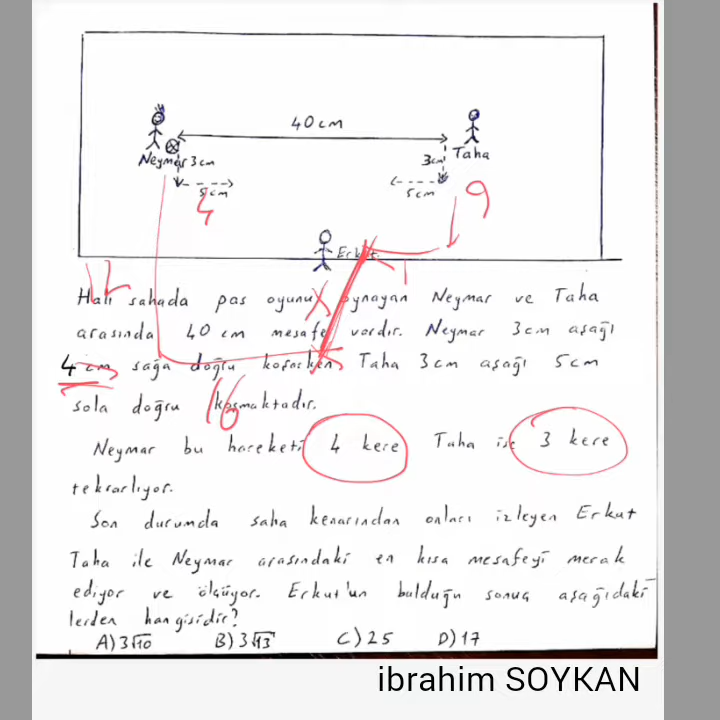 40 cm
Neymar 3cm
3cm Taha
5cm
5cm
4
9
Erkut.
12
Halı sahada pas oyunu oynayan Neymar ve Taha
arasında 40 cm mesafe vardır. Neymar 3cm aşağı
4 cm sağa doğru koşarken Taha 3cm aşağı 5cm
sola doğru koşmaktadır.
16
Neymar bu hareketi 4 kere Taha ise 3 kere
tekrarlıyor.
Son durumda saha kenarından onları izleyen Erkut
Taha ile Neymar arasındaki en kısa mesafeyi merak
ediyor ve ölçüyor. Erkut'un bulduğu sonuç aşağıdaki
lerden hangisidir?
A) 3√10 B) 3√13 C) 25 D) 17
ibrahim SOYKAN